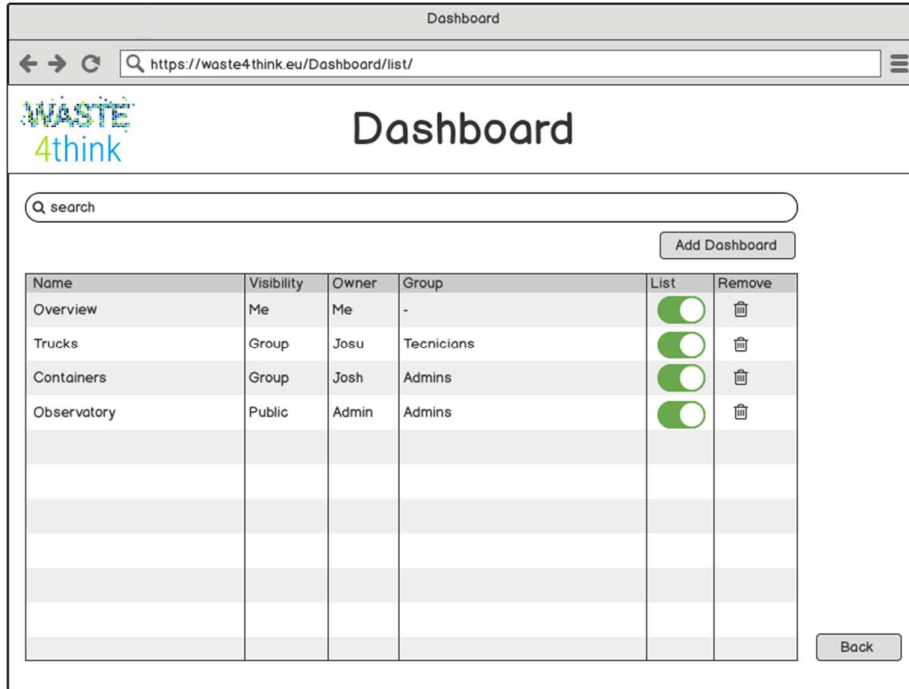 Dashboard
https://waste4think.eu/Dashboard/list/
WASTE
4think
Dashboard
search
Add Dashboard
Name Visibility Owner Group List Remove
Overview Me Me -
Trucks Group Josu Tecnicians
Containers Group Josh Admins
Observatory Public Admin Admins
Back